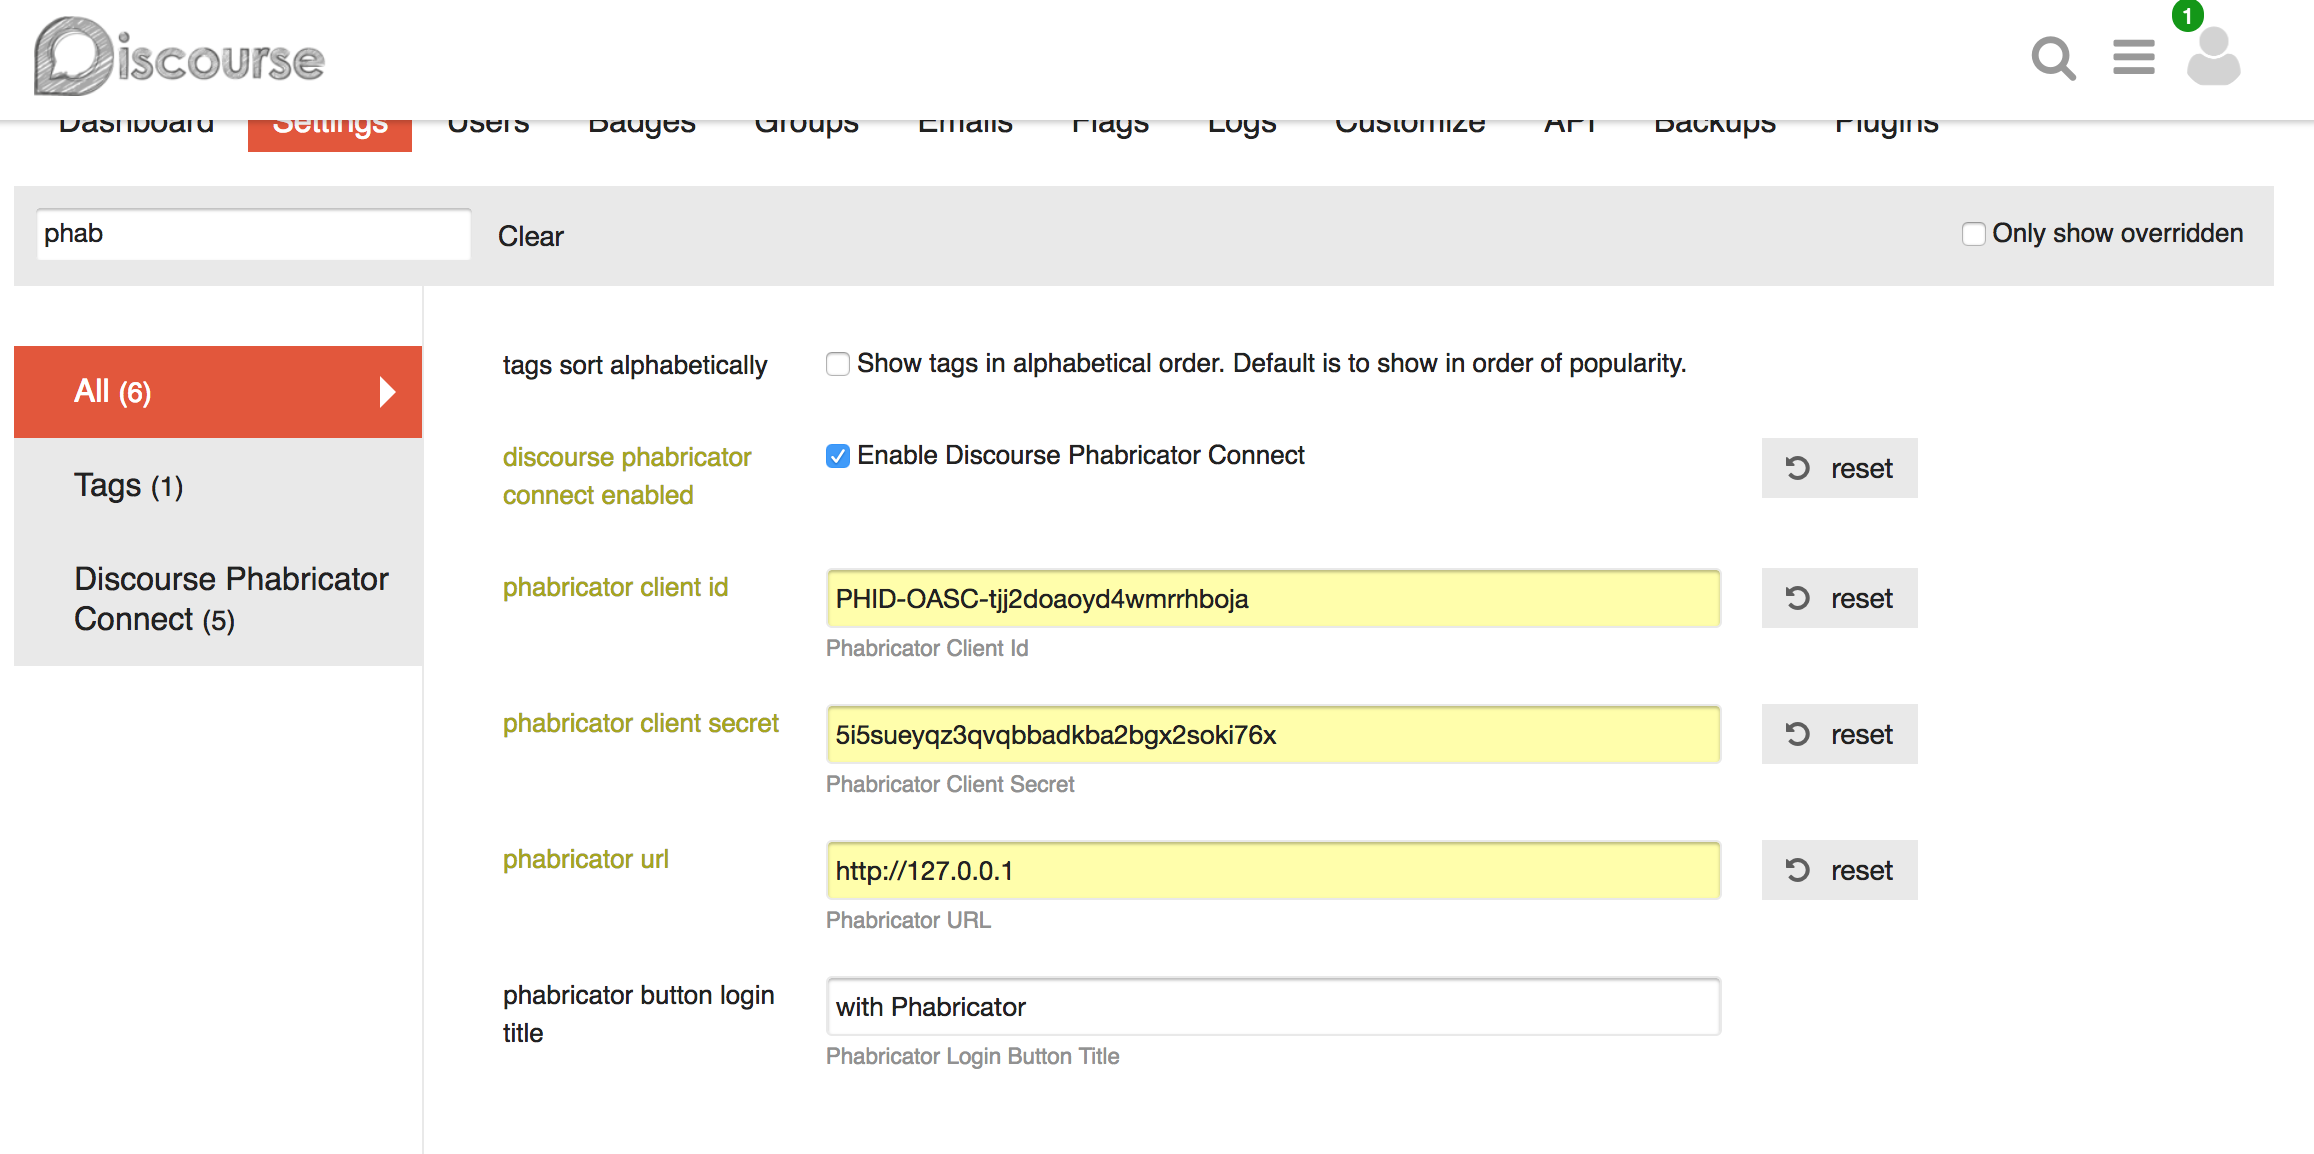 Discourse
1
Dashboard Settings Users Badges Groups Emails Flags Logs Customize API Backups Plugins
phab Clear Only show overridden
All (6)
Tags (1)
Discourse Phabricator
Connect (5)
tags sort alphabetically Show tags in alphabetical order. Default is to show in order of popularity.
discourse phabricator
connect enabled
Enable Discourse Phabricator Connect reset
phabricator client id PHID-OASC-tjj2doaoyd4wmrrhboja reset
Phabricator Client Id
phabricator client secret 5i5sueyqz3qvqbbadkba2bgx2soki76x reset
Phabricator Client Secret
phabricator url http://127.0.0.1 reset
Phabricator URL
phabricator button login
title
with Phabricator
Phabricator Login Button Title